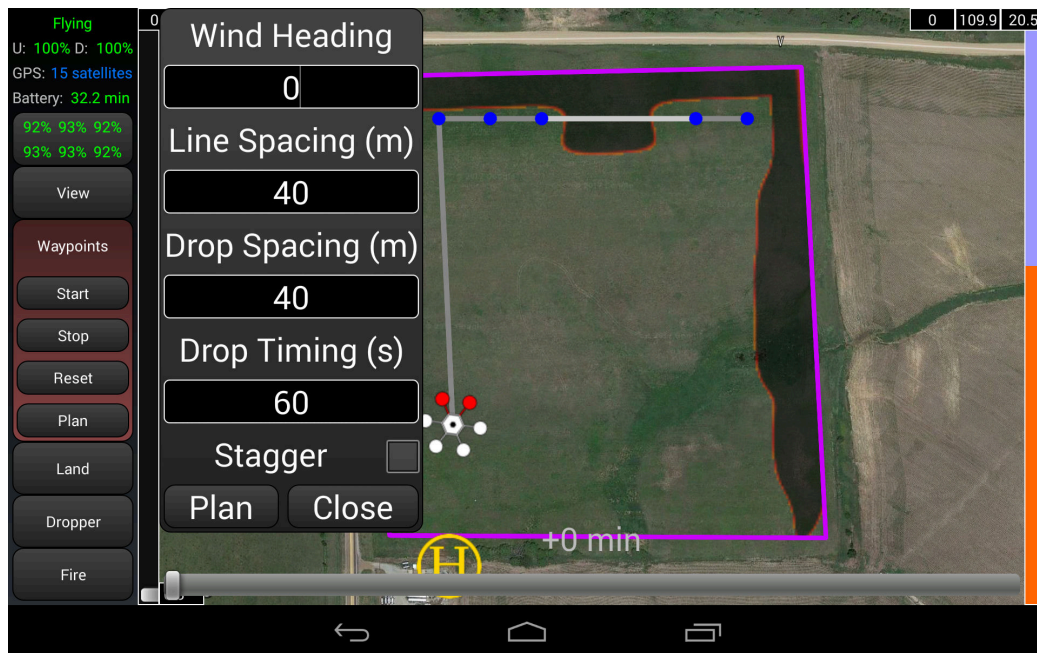 Flying
U: 100% D: 100%
GPS: 15 satellites
Battery: 32.2 min
92% 93% 92%
93% 93% 92%
View
Waypoints
Start
Stop
Reset
Plan
Land
Dropper
Fire
0
Wind Heading
0
Line Spacing (m)
40
Drop Spacing (m)
40
Drop Timing (s)
60
Stagger
Plan Close
0 109.9 20.5
V
+0 min
H